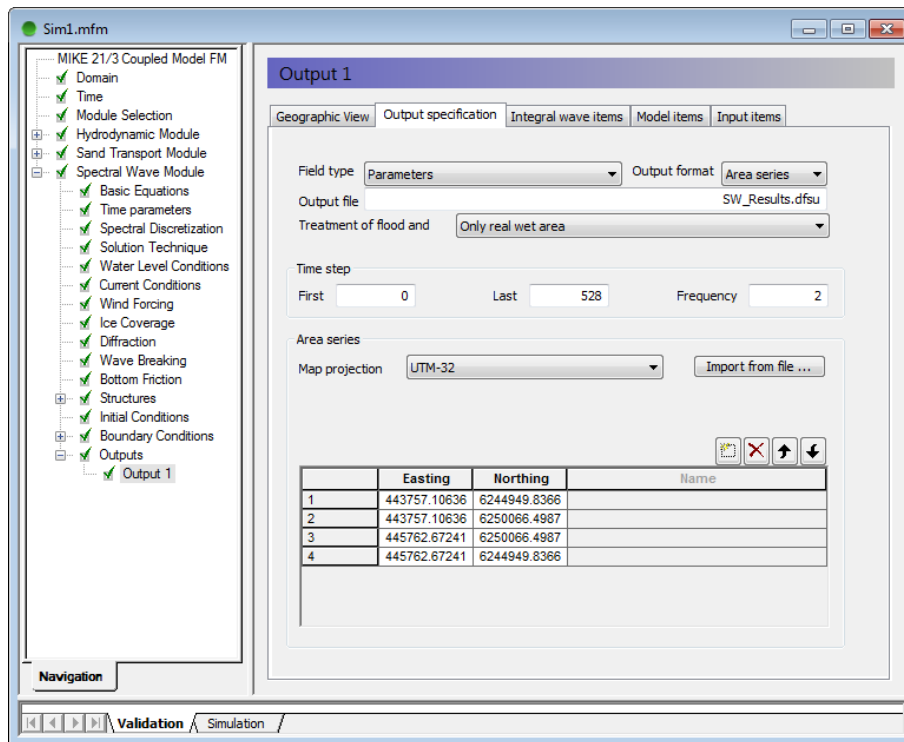 Sim1.mfm
MIKE 21/3 Coupled Model FM
Domain
Time
Module Selection
Hydrodynamic Module
Sand Transport Module
Spectral Wave Module
Basic Equations
Time parameters
Spectral Discretization
Solution Technique
Water Level Conditions
Current Conditions
Wind Forcing
Ice Coverage
Diffraction
Wave Breaking
Bottom Friction
Structures
Initial Conditions
Boundary Conditions
Outputs
Output 1
Navigation
Output 1
Geographic View Output specification Integral wave items Model items Input items
Field type Parameters Output format Area series
Output file SW_Results.dfsu
Treatment of flood and Only real wet area
Time step
First 0 Last 528 Frequency 2
Area series
Map projection UTM-32 Import from file ...
Easting Northing Name
1 443757.10636 6244949.8366
2 443757.10636 6250066.4987
3 445762.67241 6250066.4987
4 445762.67241 6244949.8366
Validation Simulation